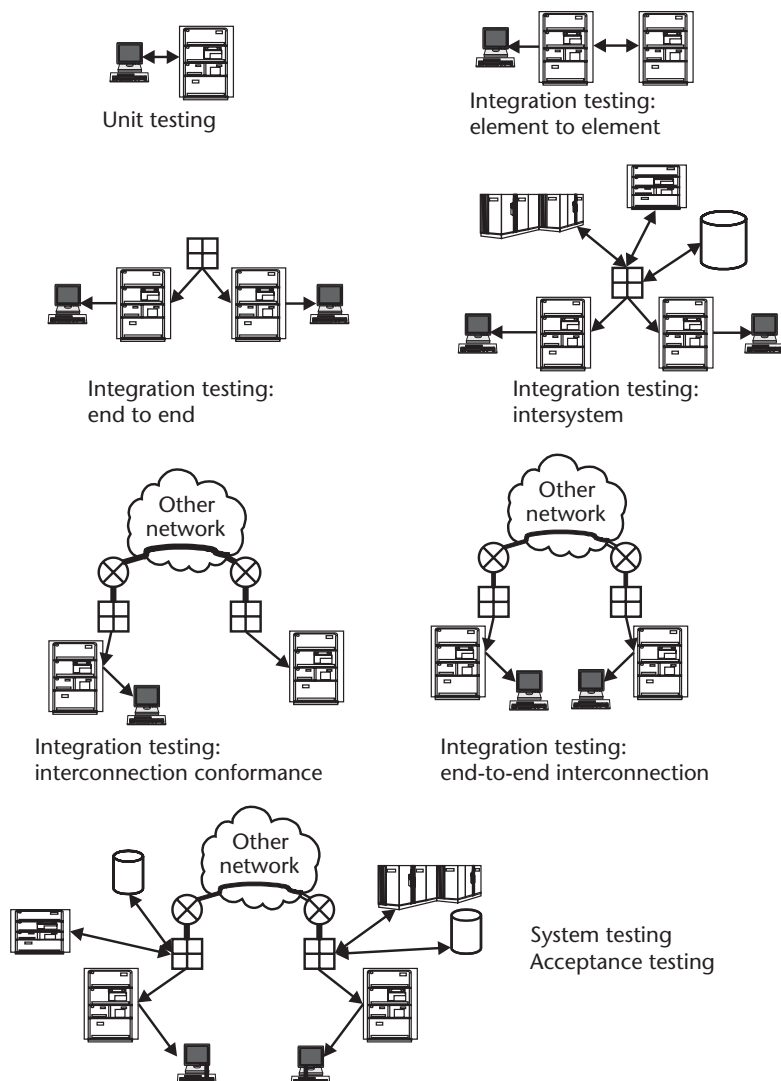 Unit testing
Integration testing:
element to element
Integration testing:
end to end
Integration testing:
intersystem
Other
network
Other
network
Integration testing:
interconnection conformance
Integration testing:
end-to-end interconnection
Other
network
System testing
Acceptance testing